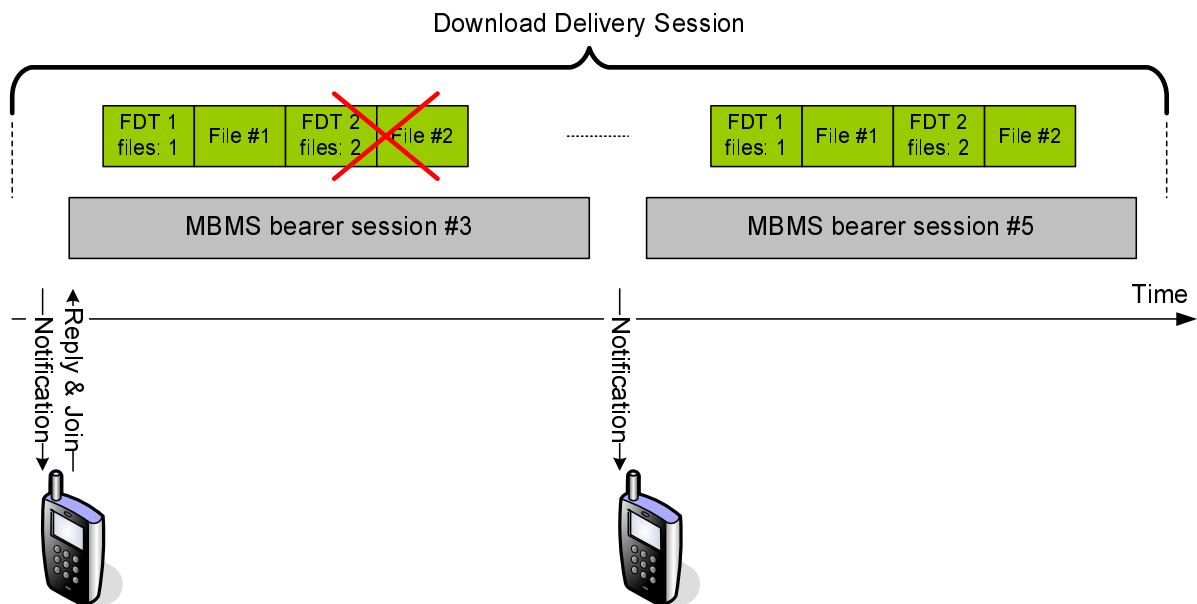 Download Delivery Session
FDT 1
files: 1
File #1
FDT 2
files: 2
File #2
FDT 1
files: 1
File #1
FDT 2
files: 2
File #2
MBMS bearer session #3
MBMS bearer session #5
Time
Notification
Reply & Join
Notification